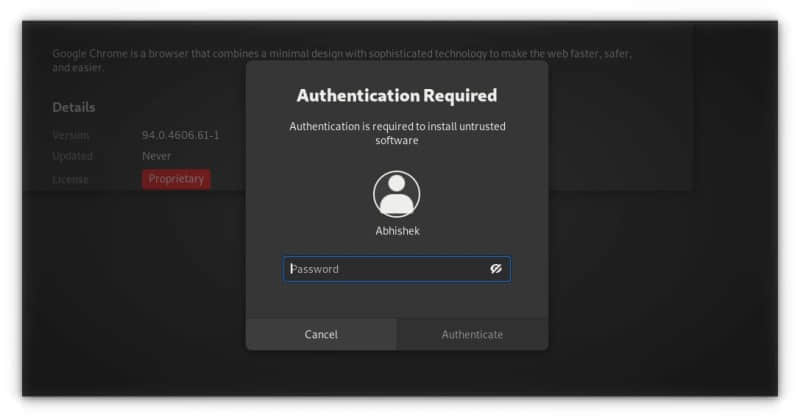 Google Chrome is a browser that combines a minimal design with sophisticated technology to make the web faster, safer,
and easier.
Details
Version 94.0.4606.61-1
Updated Never
License Proprietary
Authentication Required
Authentication is required to install untrusted
software
Abhishek
Password
Cancel Authenticate